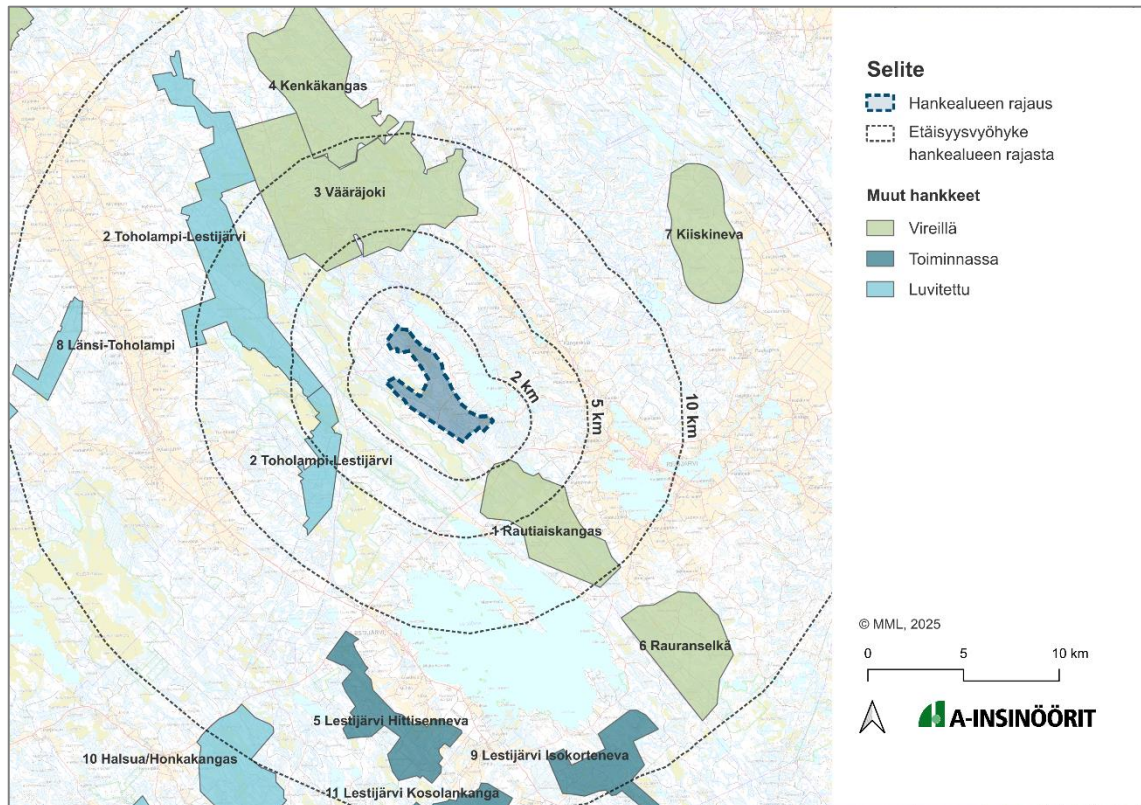 4 Kenkäkangas
3 Vääräjoki
2 Toholampi-Lestijärvi
7 Kiiskineva
8 Länsi-Toholampi
2 km
5 km
10 km
2 Toholampi-Lestijärvi
1 Rautiaiskangas
6 Rauranselkä
5 Lestijärvi Hittisenneva
10 Halsua/Honkakangas
9 Lestijärvi Isokorteneva
11 Lestijärvi Kosolankanga
Selite
Hankealueen rajaus
Etäisyysvyöhyke
hankealueen rajasta
Muut hankkeet
Vireillä
Toiminnassa
Luvitettu
© MML, 2025
0 5 10 km
A-INSINÖÖRIT